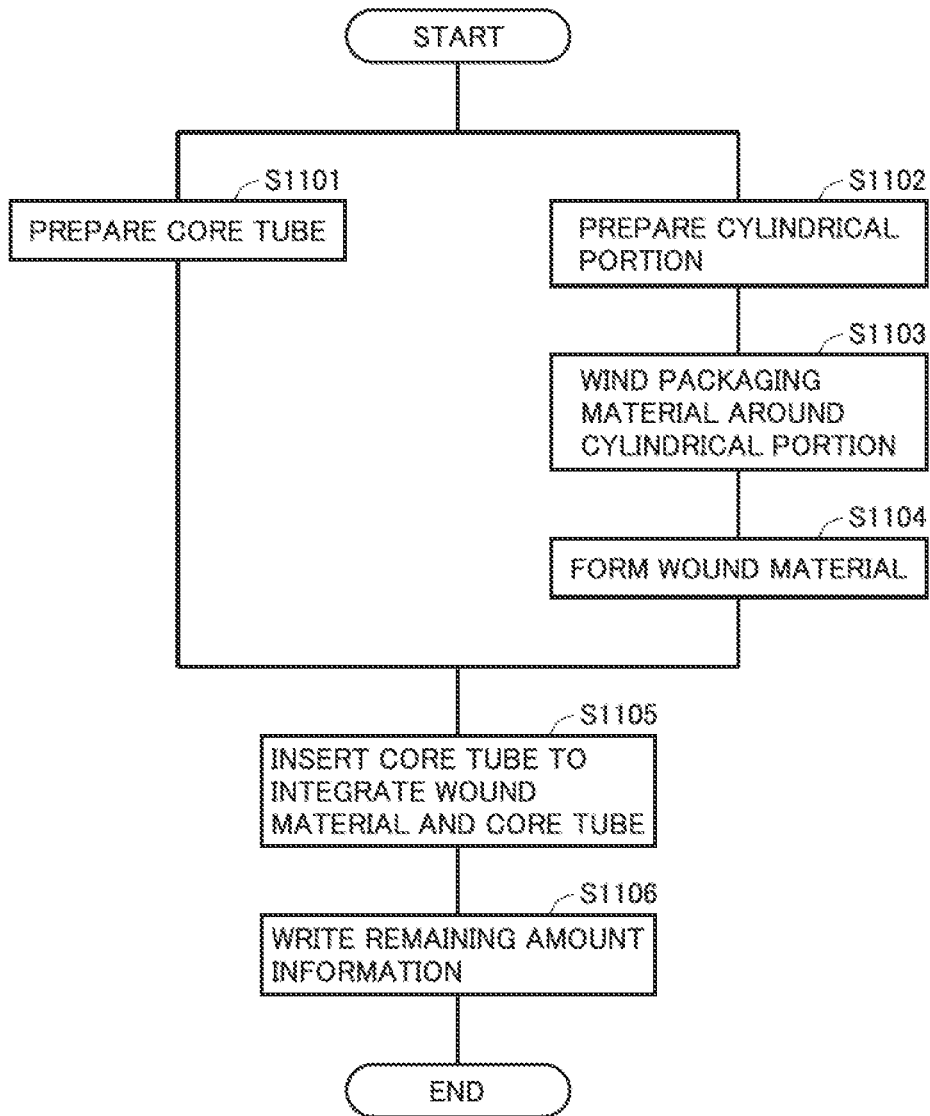 START
S1101
PREPARE CORE TUBE
S1102
PREPARE CYLINDRICAL
PORTION
S1103
WIND PACKAGING
MATERIAL AROUND
CYLINDRICAL PORTION
S1104
FORM WOUND MATERIAL
S1105
INSERT CORE TUBE TO
INTEGRATE WOUND
MATERIAL AND CORE TUBE
S1106
WRITE REMAINING AMOUNT
INFORMATION
END